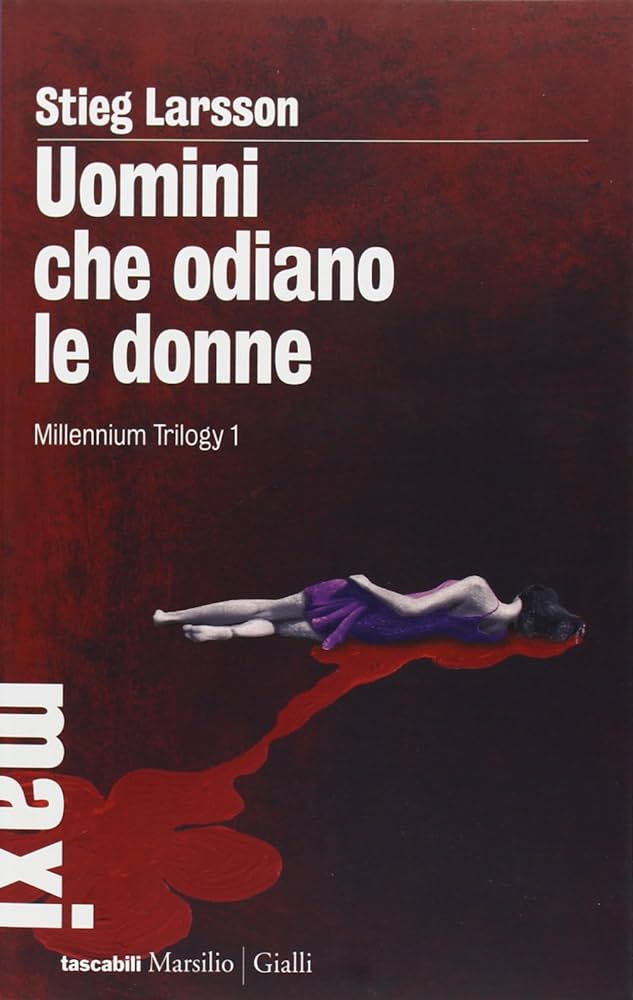 Stieg Larsson
Uomini
che odiano
le donne
Millennium Trilogy 1
maxi
tascabili Marsilio | Gialli